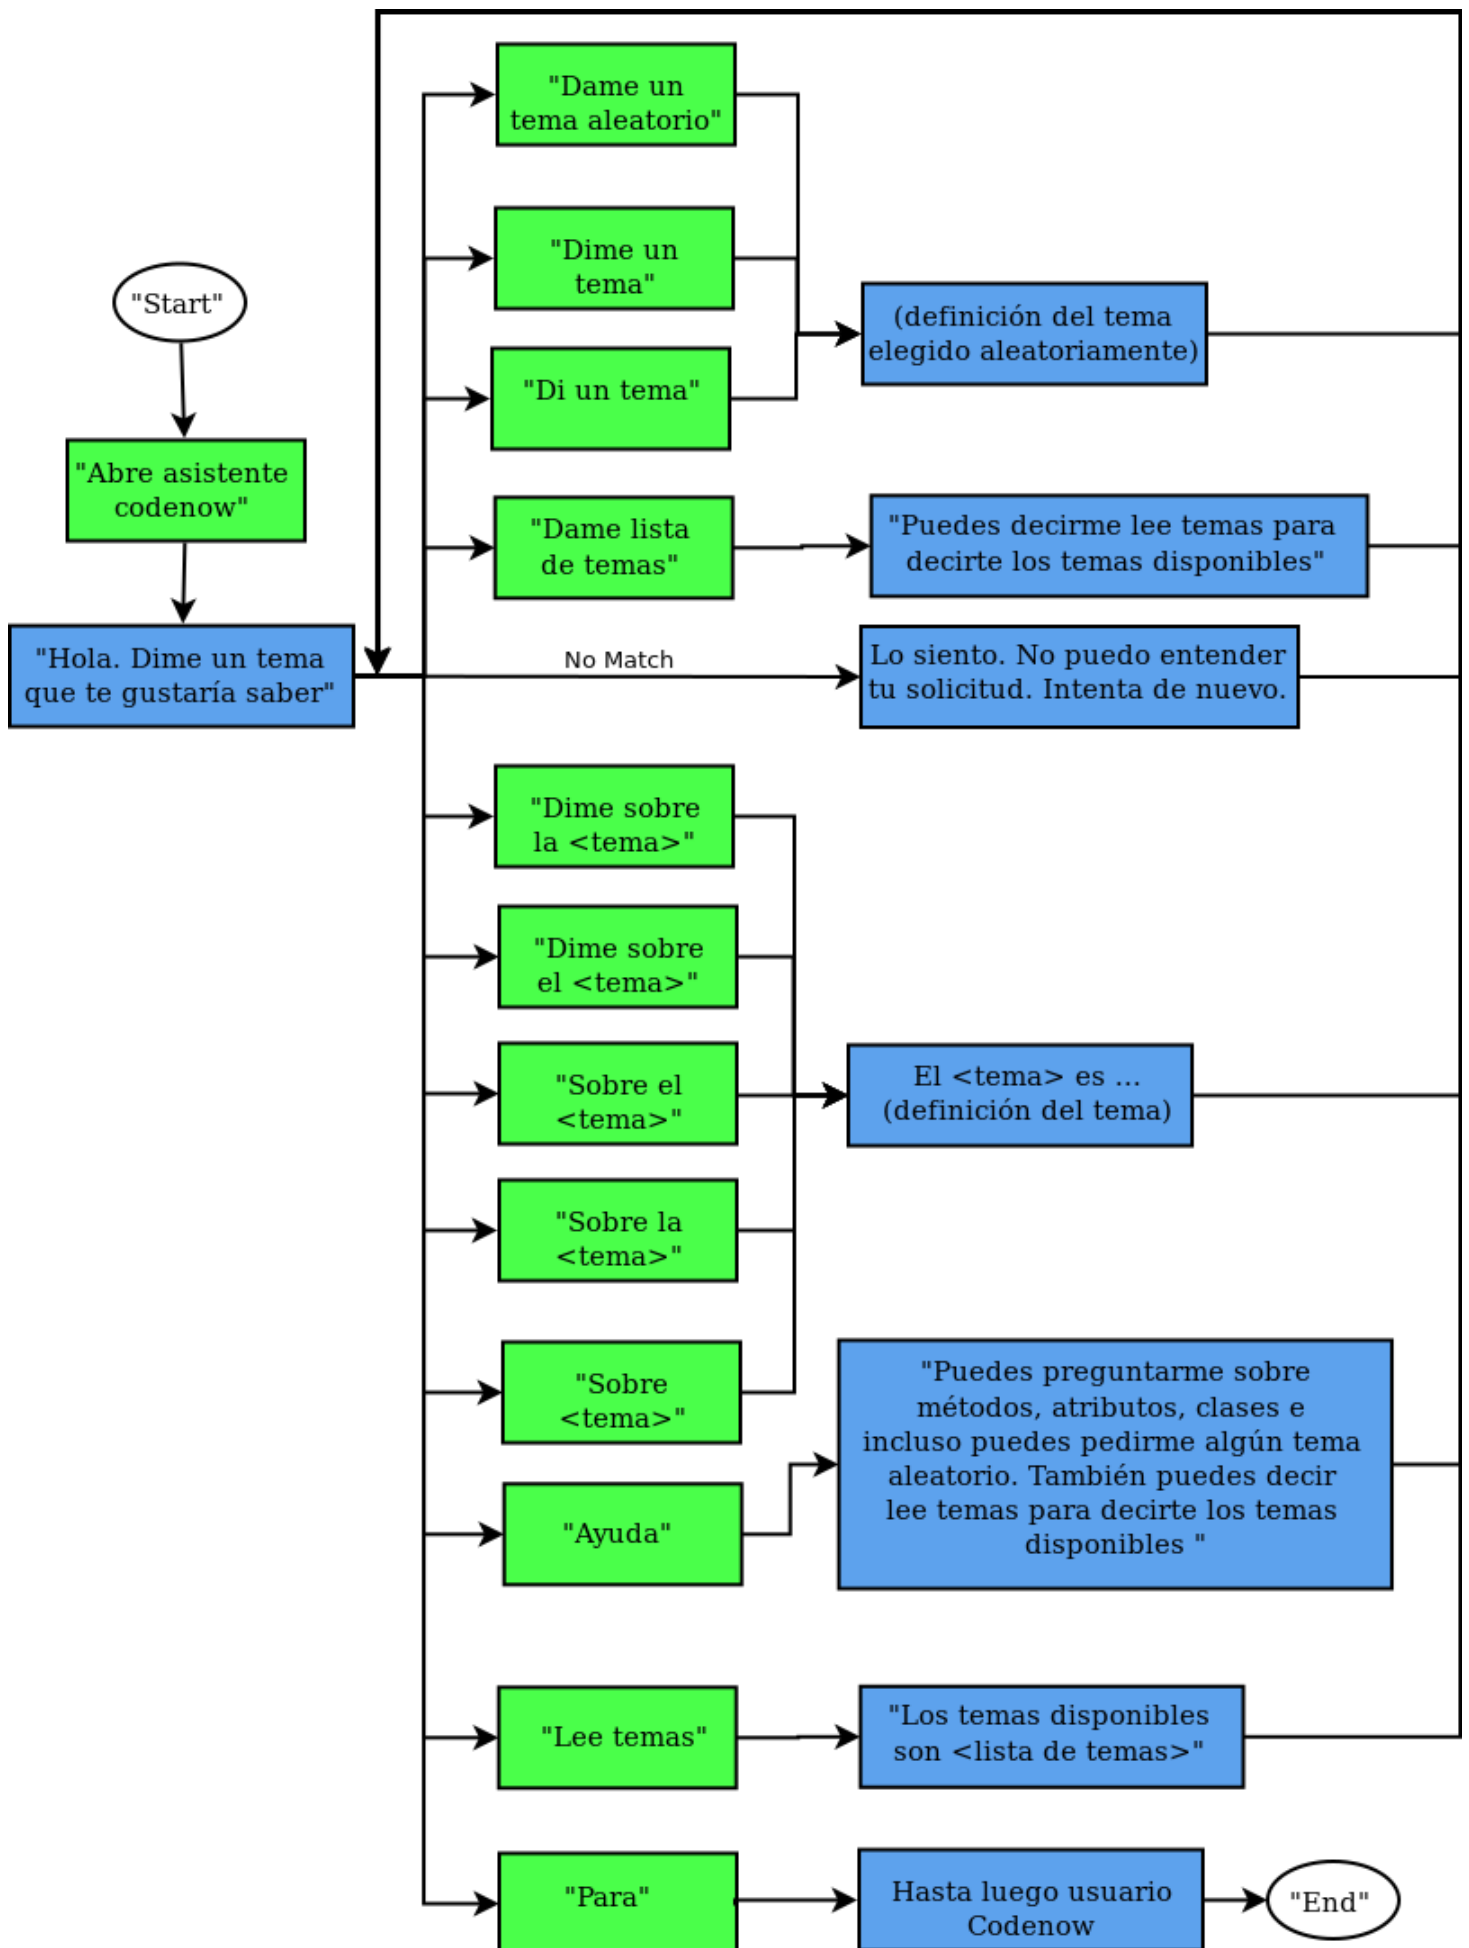 "Dame un
tema aleatorio"
"Dime un
tema"
"Start"
(definición del tema
elegido aleatoriamente)
"Di un tema"
"Abre asistente
codenow"
"Dame lista
de temas"
"Puedes decirme lee temas para
decirte los temas disponibles"
"Hola. Dime un tema
que te gustaría saber"
No Match
Lo siento. No puedo entender
tu solicitud. Intenta de nuevo.
"Dime sobre
la <tema>"
"Dime sobre
el <tema>"
"Sobre el
<tema>"
El <tema> es ...
(definición del tema)
"Sobre la
<tema>"
"Sobre
<tema>"
"Puedes preguntarme sobre
métodos, atributos, clases e
incluso puedes pedirme algún tema
aleatorio. También puedes decir
lee temas para decirte los temas
disponibles "
"Ayuda"
"Lee temas"
"Los temas disponibles
son <lista de temas>"
"Para"
Hasta luego usuario
Codenow
"End"